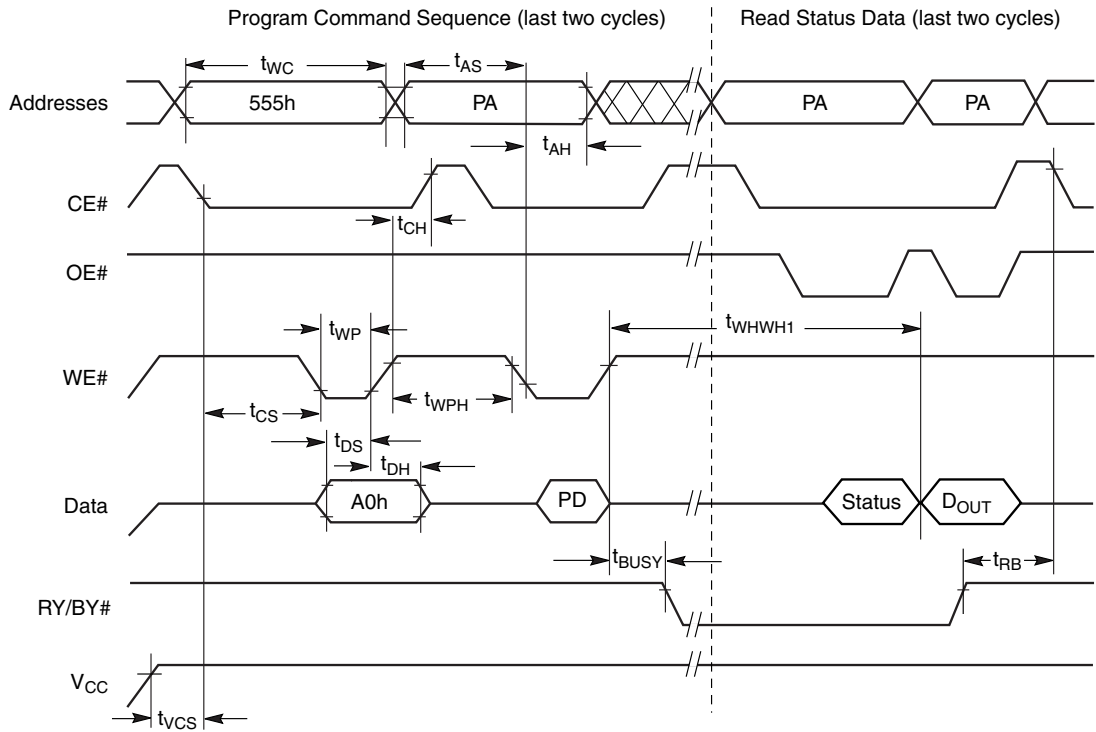 Program Command Sequence (last two cycles)
Read Status Data (last two cycles)
tWC
tAS
Addresses
555h
PA
PA
PA
tAH
CE#
tCH
OE#
tWP
tWHWH1
WE#
tCS
tWPH
tDS
tDH
Data
A0h
PD
Status
DOUT
tBUSY
tRB
RY/BY#
VCC
tVCS